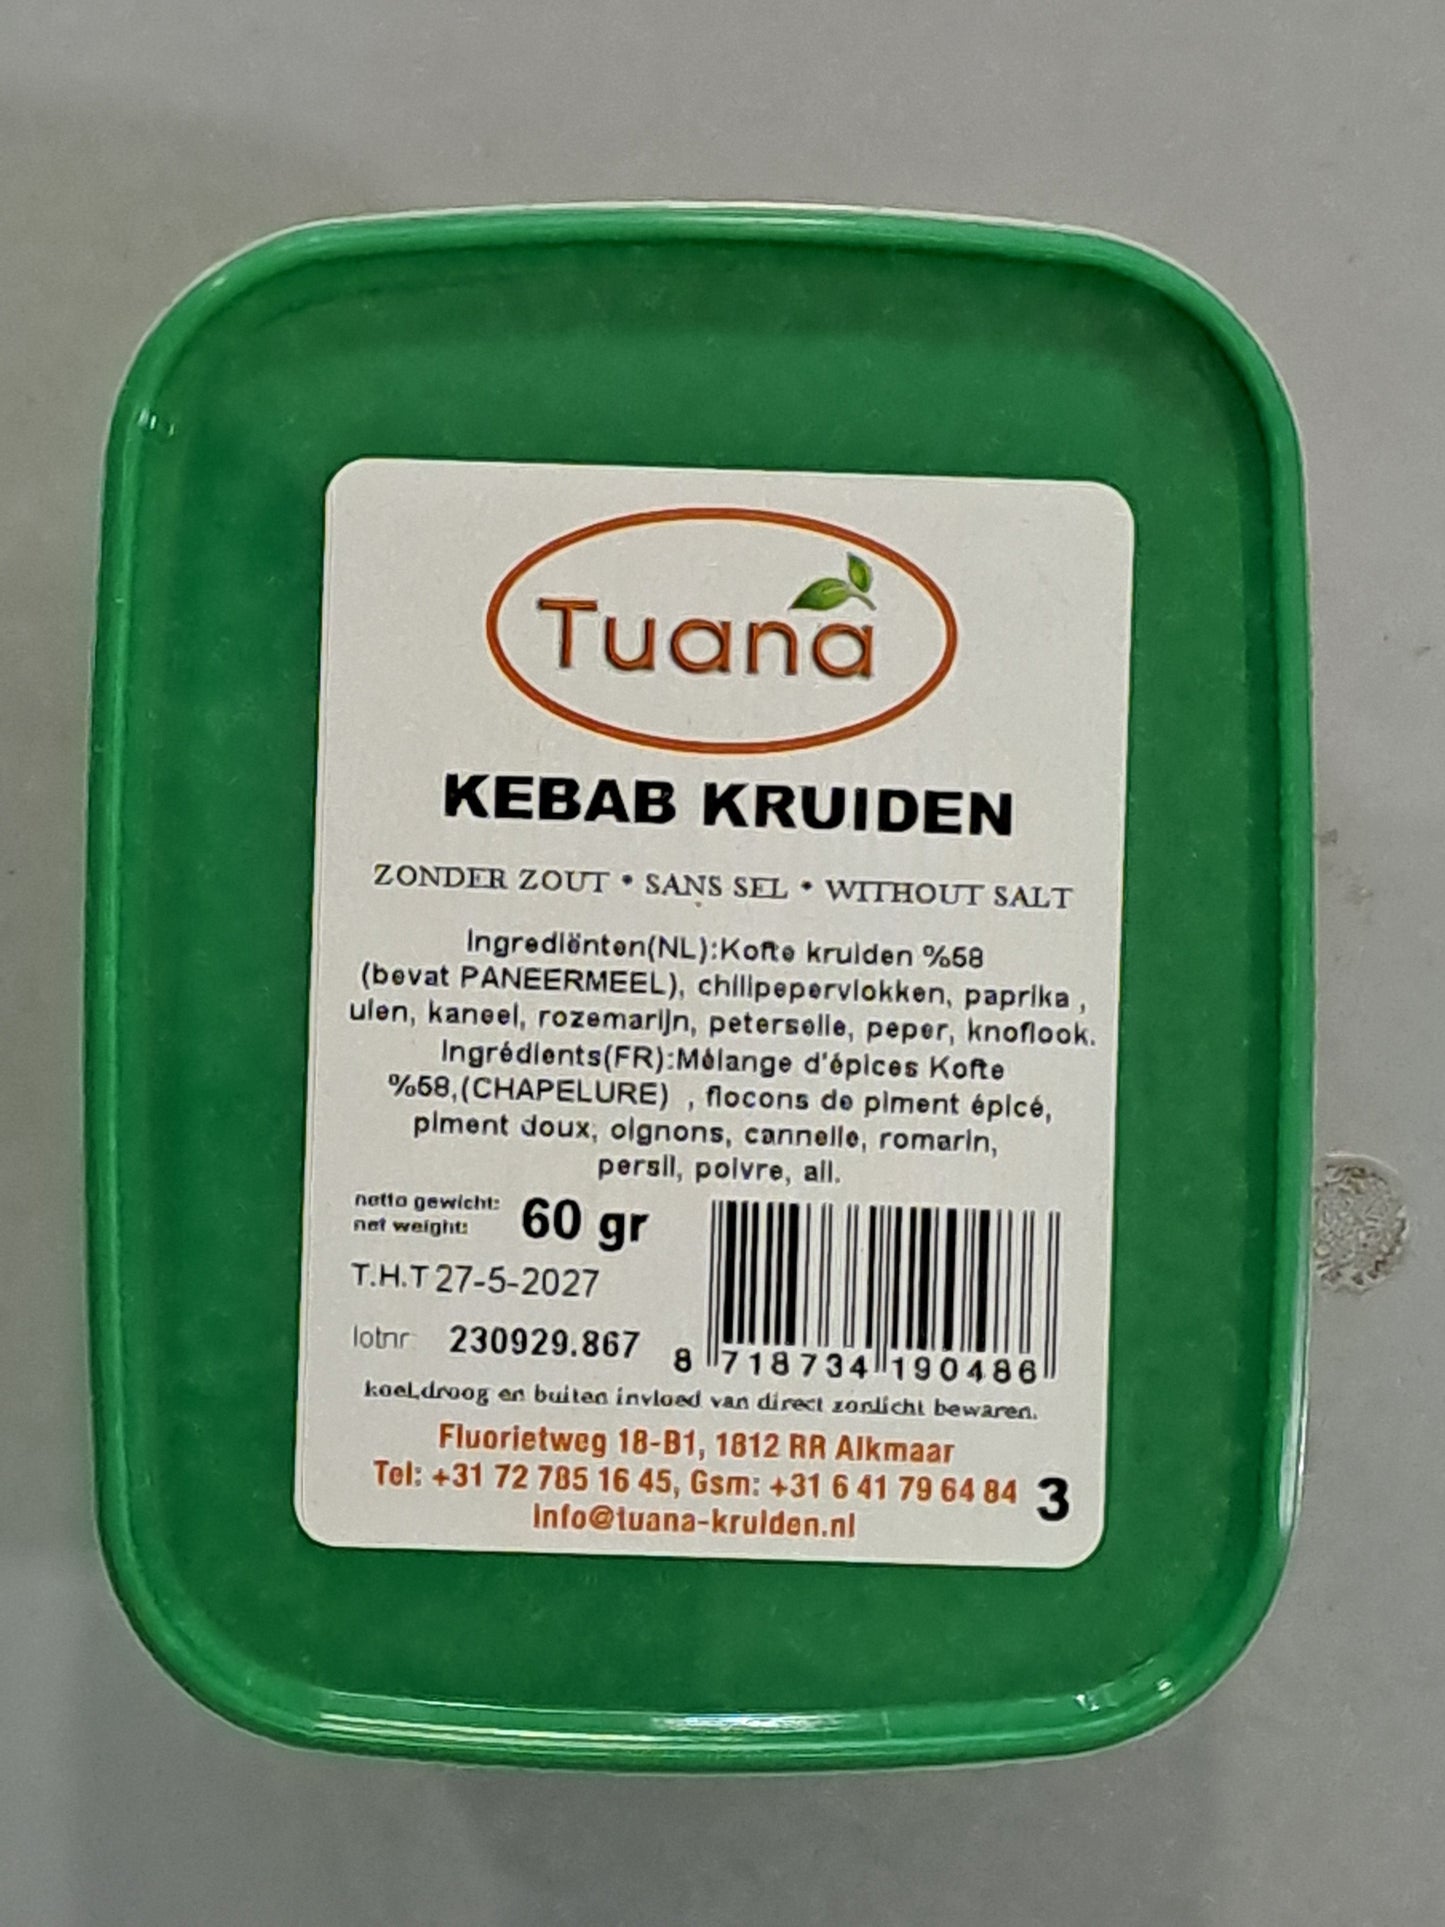 Tuana
KEBAB KRUIDEN
ZONDER ZOUT • SANS SEL • WITHOUT SALT
Ingrediënten(NL):Kofte kruiden %58
(bevat PANEERMEEL), chilipepervlokken, paprika ,
uien, kaneel, rozemarijn, peterselie, peper, knoflook.
Ingrédients(FR):Mélange d'épices Kofte
%58,(CHAPELURE) , flocons de piment épicé,
piment doux, oignons, cannelle, romarin,
persil, poivre, ail.
netto gewicht:
net weight: 60 gr
T.H.T 27-5-2027
lotnr 230929.867
8 718734 190486
koel,droog en buiten invloed van direct zonlicht bewaren.
Fluorietweg 18-B1, 1812 RR Alkmaar
Tel: +31 72 785 16 45, Gsm: +31 6 41 79 64 84 3
Info@tuana-kruiden.nl